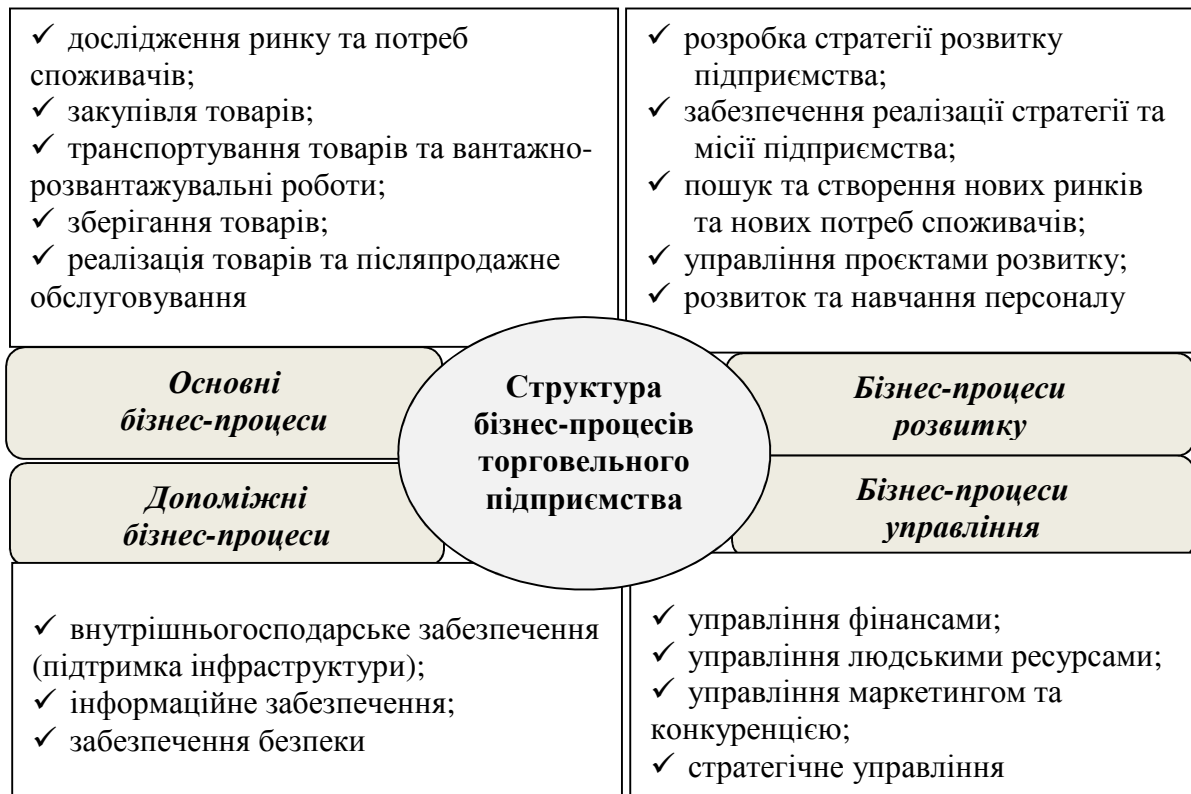 ✓ дослідження ринку та потреб
споживачів;
✓ закупівля товарів;
✓ транспортування товарів та вантажно-
розвантажувальні роботи;
✓ зберігання товарів;
✓ реалізація товарів та післяпродажне
обслуговування
✓ розробка стратегії розвитку
підприємства;
✓ забезпечення реалізації стратегії та
місії підприємства;
✓ пошук та створення нових ринків
та нових потреб споживачів;
✓ управління проєктами розвитку;
✓ розвиток та навчання персоналу
Основні
бізнес-процеси
Структура
бізнес-процесів
торговельного
підприємства
Бізнес-процеси
розвитку
Допоміжні
бізнес-процеси
Бізнес-процеси
управління
✓ внутрішньогосподарське забезпечення
(підтримка інфраструктури);
✓ інформаційне забезпечення;
✓ забезпечення безпеки
✓ управління фінансами;
✓ управління людськими ресурсами;
✓ управління маркетингом та
конкуренцією;
✓ стратегічне управління